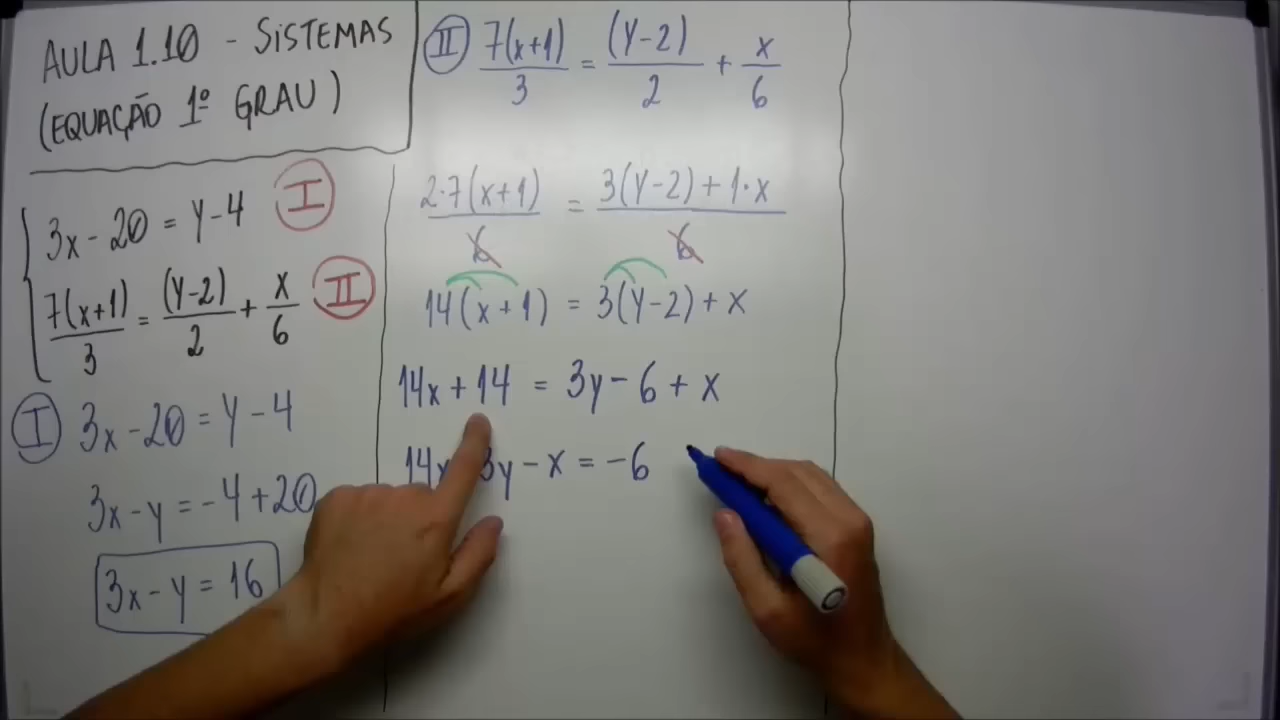 AULA 1.10 - SISTEMAS
(EQUAÇÃO 1º GRAU)
3x - 20 = y - 4 I
7(x+1)/3 = (y-2)/2 + x/6 II
I 3x - 20 = y - 4
3x - y = -4 + 20
3x - y = 16
II 7(x+1)/3 = (y-2)/2 + x/6
2·7(x+1)/6 = 3(y-2) + 1·x/6
14(x+1) = 3(y-2) + x
14x + 14 = 3y - 6 + x
14x 3y - x = -6